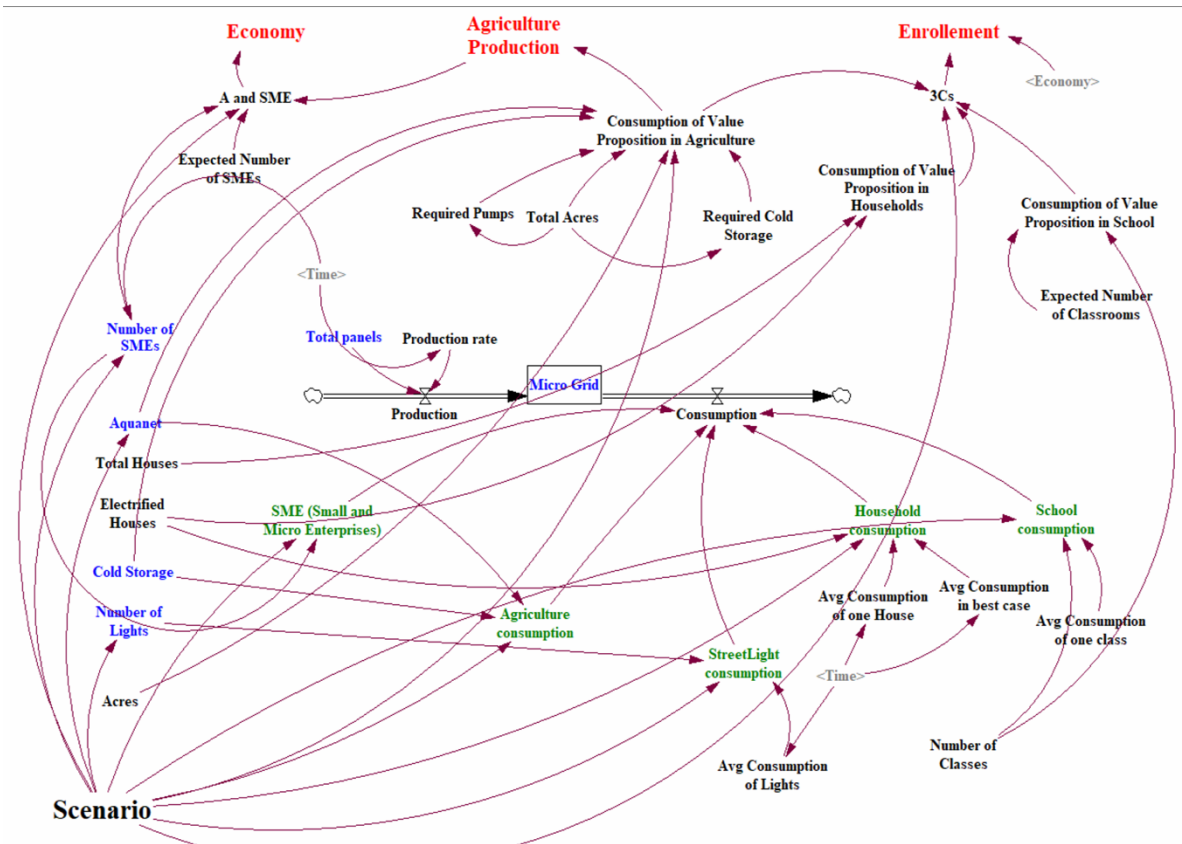 Economy
Agriculture
Production
Enrollement
<Economy>
A and SME
3Cs
Consumption of Value
Proposition in Agriculture
Expected Number
of SMEs
Consumption of Value
Proposition in
Households
Required Pumps
Total Acres
Required Cold
Storage
Consumption of Value
Proposition in School
<Time>
Expected Number
of Classrooms
Number of
SMEs
Total panels
Production rate
Micro Grid
Production
Consumption
Aquanet
Total Houses
Electrified
Houses
SME (Small and
Micro Enterprises)
Household
consumption
School
consumption
Cold Storage
Number of
Lights
Agriculture
consumption
Avg Consumption
of one House
Avg Consumption
in best case
Avg Consumption
of one class
StreetLight
consumption
<Time>
Acres
Number of
Classes
Avg Consumption
of Lights
Scenario